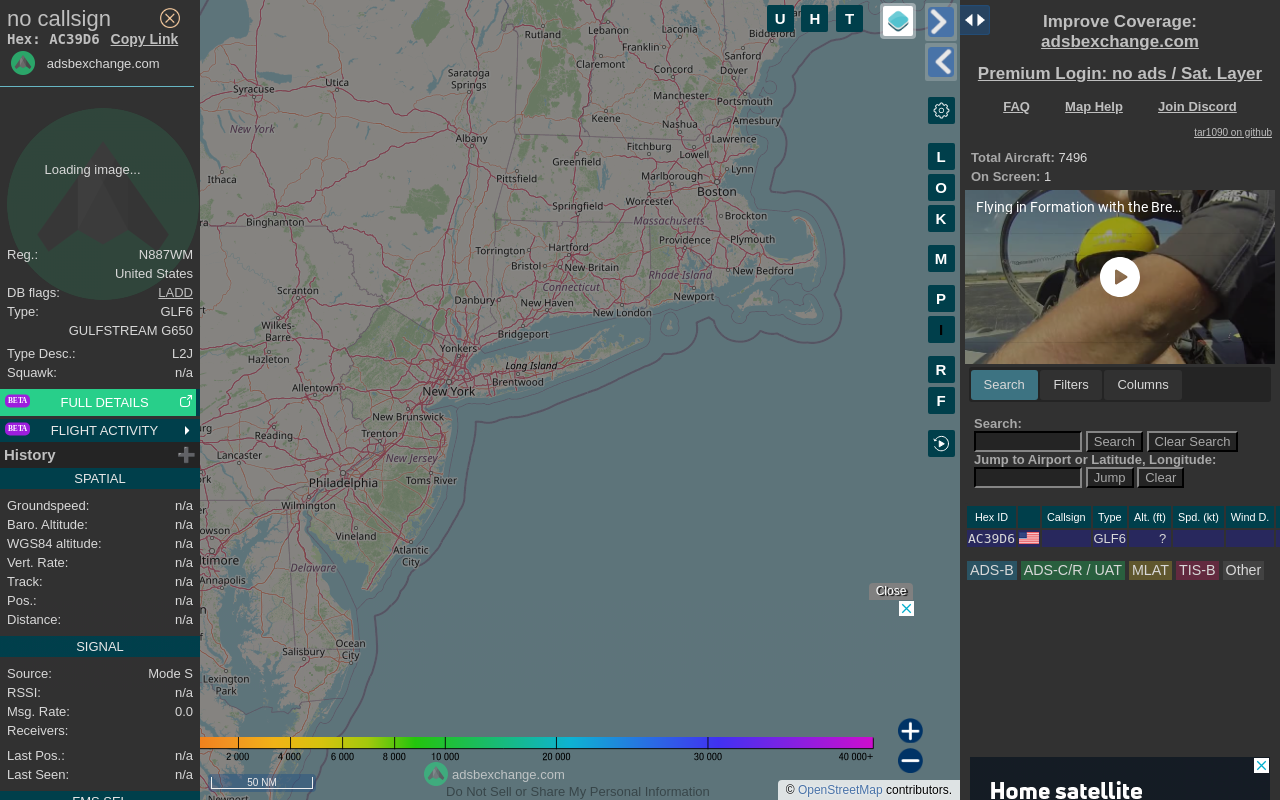 no callsign
Hex: AC39D6 Copy Link
adsbexchange.com
Loading image...
Reg.: N887WM
United States
DB flags: LADD
Type: GLF6
GULFSTREAM G650
Type Desc.: L2J
Squawk: n/a
BETA FULL DETAILS
BETA FLIGHT ACTIVITY
History
SPATIAL
Groundspeed: n/a
Baro. Altitude: n/a
WGS84 altitude: n/a
Vert. Rate: n/a
Track: n/a
Pos.: n/a
Distance: n/a
SIGNAL
Source: Mode S
RSSI: n/a
Msg. Rate: 0.0
Receivers:
Last Pos.: n/a
Last Seen: n/a
U H T
L
O
K
M
P
I
R
F
Rutland
Lebanon
Laconia
Franklin
Biddeford
Claremont
Sanford
Concord
Dover
Saratoga
Springs
Utica
Syracuse
Manchester
Portsmouth
Keene
Nashua
Amesbury
New York
Albany
Lawrence
Fitchburg
Lowell
Greenfield
Lynn
Ithaca
Pittsfield
Marlborough
Boston
Worcester
Springfield
Binghamton
Massachusetts
Brockton
Torrington
Hartford
Providence
Plymouth
Bristol
New Britain
Rhode Island
New Bedford
Scranton
Connecticut
Danbury
New Haven
Newport
New London
Wilkes-
Barre
Bridgeport
Hazleton
Yonkers
Long Island
Allentown
New York
Brentwood
New Brunswick
Reading
Trenton
Lancaster
New Jersey
Toms River
Philadelphia
Wilmington
Vineland
Atlantic
City
Annapolis
Delaware
Ocean
City
Salisbury
Lexington
Park
Close
2 000 4 000 6 000 8 000 10 000 20 000 30 000 40 000+
50 NM
adsbexchange.com
Do Not Sell or Share My Personal Information
© OpenStreetMap contributors.
Improve Coverage:
adsbexchange.com
Premium Login: no ads / Sat. Layer
FAQ Map Help Join Discord
tar1090 on github
Total Aircraft: 7496
On Screen: 1
Flying in Formation with the Bre...
Search Filters Columns
Search:
Search Clear Search
Jump to Airport or Latitude, Longitude:
Jump Clear
Hex ID Callsign Type Alt. (ft) Spd. (kt) Wind D.
AC39D6 GLF6 ?
ADS-B ADS-C/R / UAT MLAT TIS-B Other
Home satellite